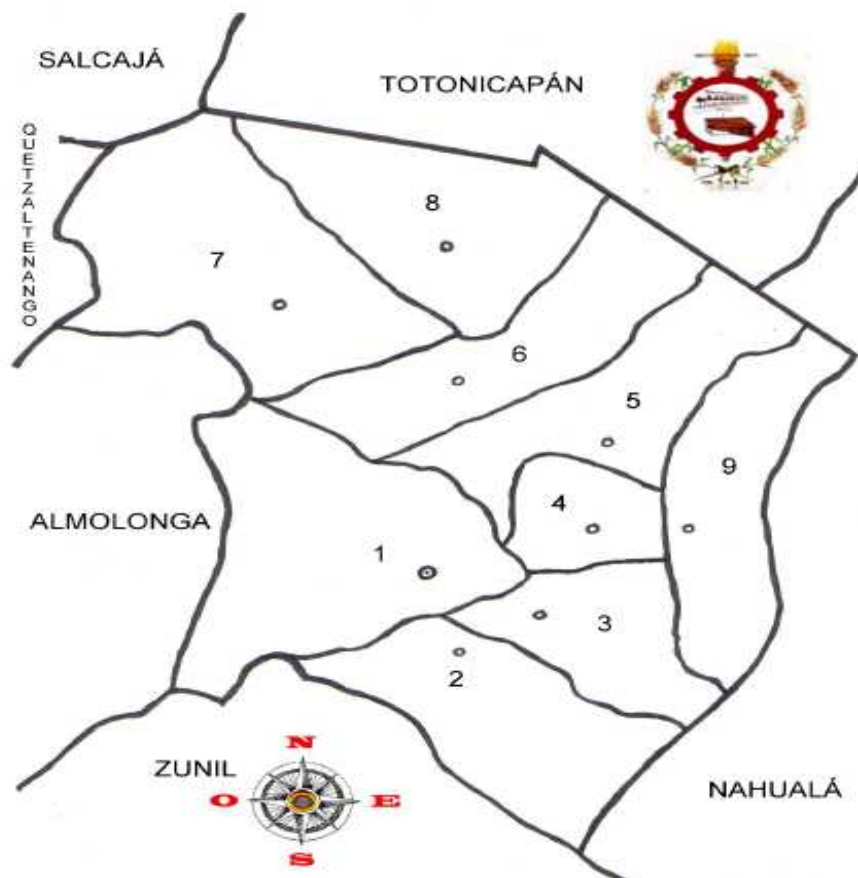 SALCAJÁ
TOTONICAPÁN
QUETZALTENANGO
8
7
6
5
9
4
ALMOLONGA
1
3
2
N
ZUNIL
O
E
NAHUALÁ
S